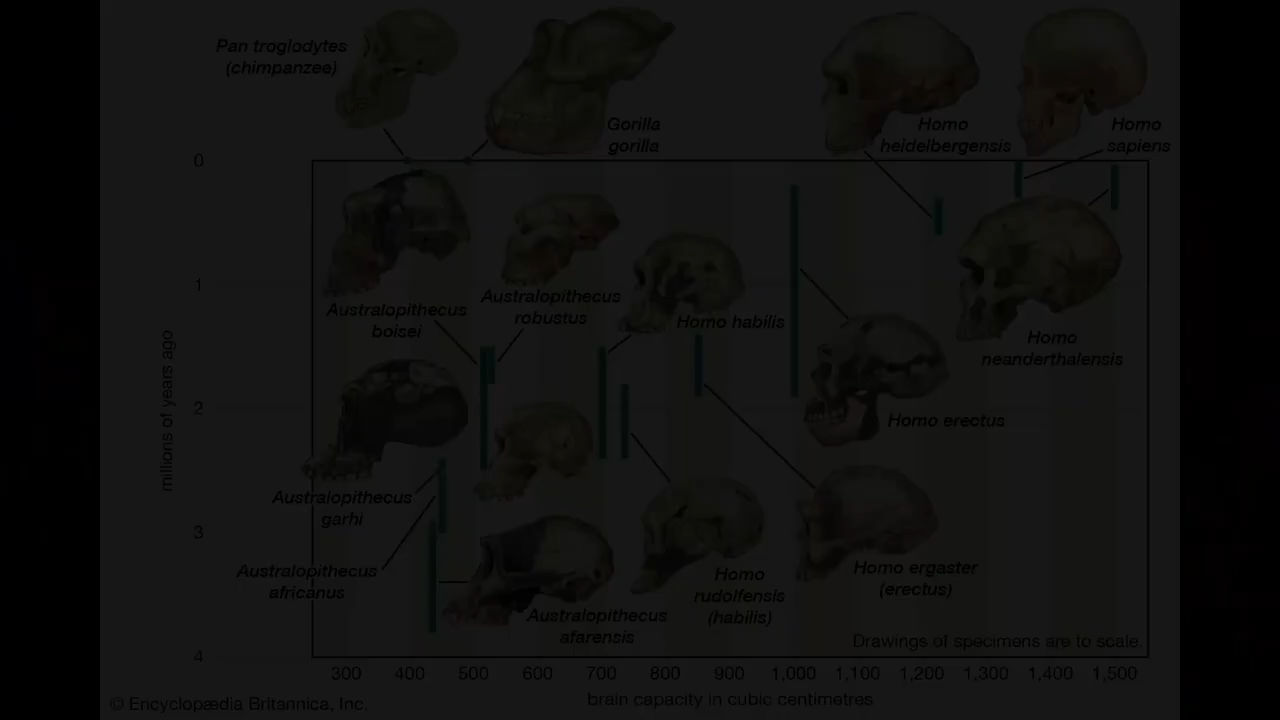 Pan troglodytes
(chimpanzee)
Gorilla
gorilla
Homo
heidelbergensis
Homo
sapiens
0
Australopithecus
boisei
Australopithecus
robustus
Homo habilis
Homo
neanderthalensis
1
millions of years ago
2
Homo erectus
Australopithecus
garhi
3
Australopithecus
africanus
Australopithecus
afarensis
Homo
rudolfensis
(habilis)
Homo ergaster
(erectus)
Drawings of specimens are to scale.
4
300 400 500 600 700 800 900 1,000 1,100 1,200 1,300 1,400 1,500
brain capacity in cubic centimetres
© Encyclopædia Britannica, Inc.